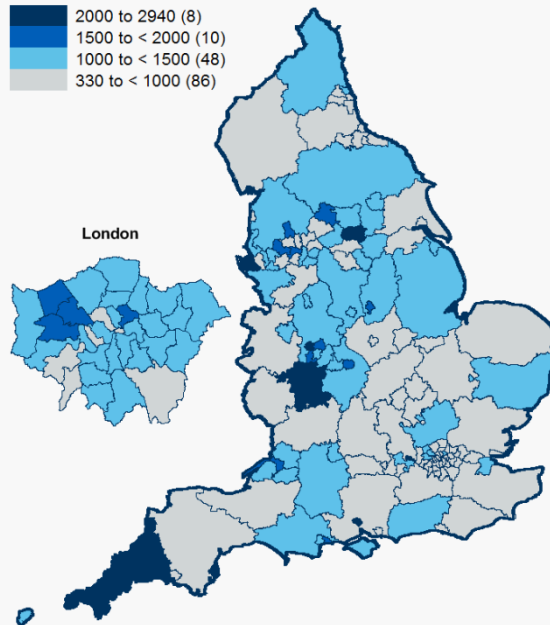 2000 to 2940 (8)
1500 to < 2000 (10)
1000 to < 1500 (48)
330 to < 1000 (86)
London